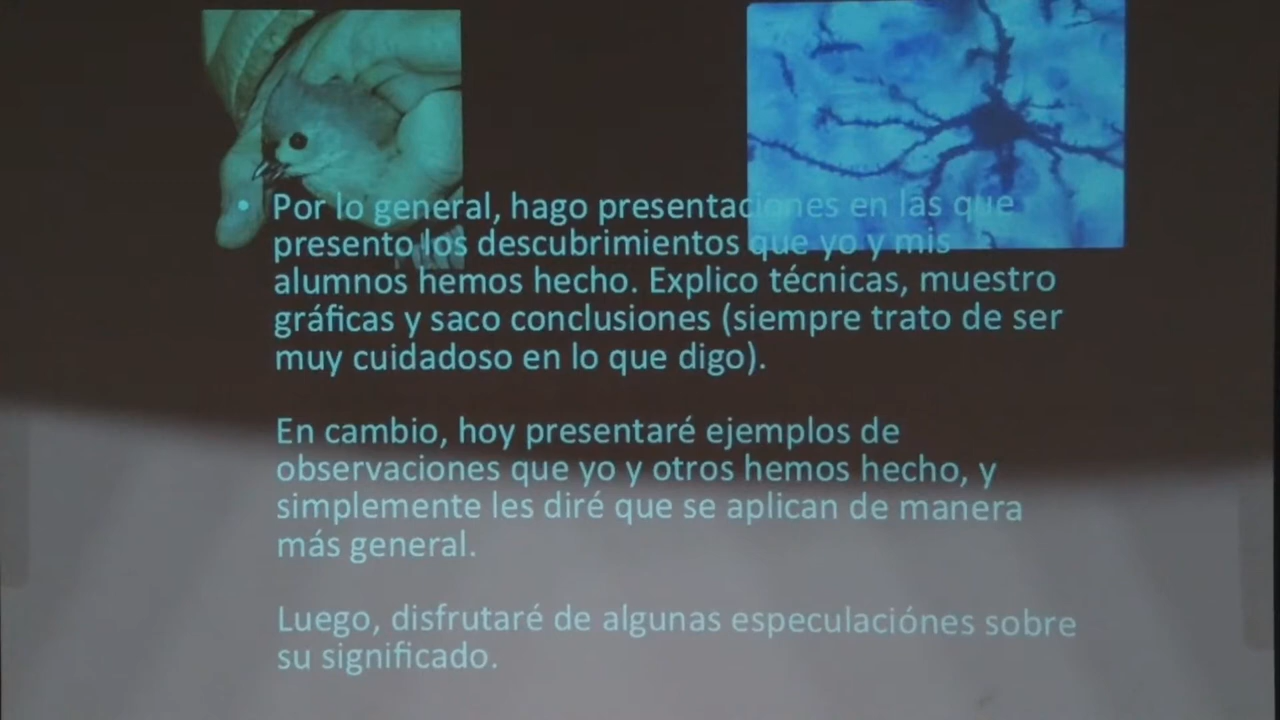 • Por lo general, hago presentaciones en las que
presento los descubrimientos que yo y mis
alumnos hemos hecho. Explico técnicas, muestro
gráficas y saco conclusiones (siempre trato de ser
muy cuidadoso en lo que digo).
En cambio, hoy presentaré ejemplos de
observaciones que yo y otros hemos hecho, y
simplemente les diré que se aplican de manera
más general.
Luego, disfrutaré de algunas especulaciónes sobre
su significado.